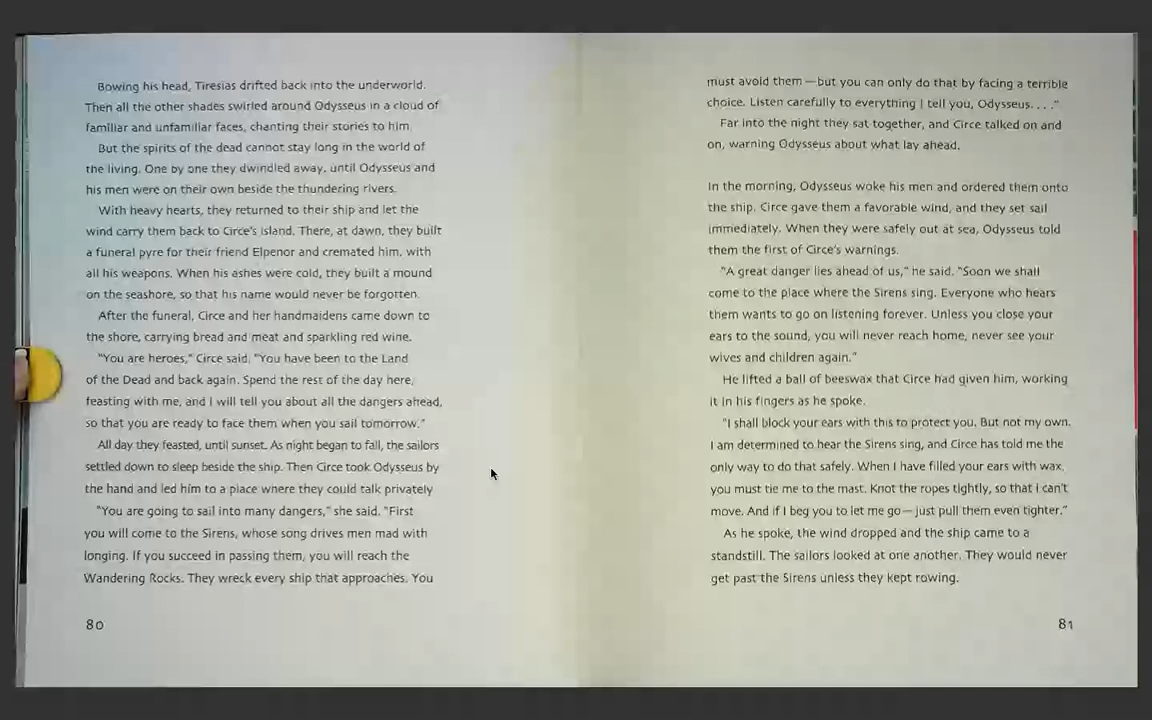 Bowing his head, Tiresias drifted back into the underworld.
Then all the other shades swirled around Odysseus in a cloud of
familiar and unfamiliar faces, chanting their stories to him.
But the spirits of the dead cannot stay long in the world of
the living. One by one they dwindled away, until Odysseus and
his men were on their own beside the thundering rivers.
With heavy hearts, they returned to their ship and let the
wind carry them back to Circe's island. There, at dawn, they built
a funeral pyre for their friend Elpenor and cremated him, with
all his weapons. When his ashes were cold, they built a mound
on the seashore, so that his name would never be forgotten.
After the funeral, Circe and her handmaidens came down to
the shore, carrying bread and meat and sparkling red wine.
"You are heroes," Circe said. "You have been to the Land
of the Dead and back again. Spend the rest of the day here,
feasting with me, and I will tell you about all the dangers ahead,
so that you are ready to face them when you sail tomorrow."
All day they feasted, until sunset. As night began to fall, the sailors
settled down to sleep beside the ship. Then Circe took Odysseus by
the hand and led him to a place where they could talk privately
"You are going to sail into many dangers," she said. "First
you will come to the Sirens, whose song drives men mad with
longing. If you succeed in passing them, you will reach the
Wandering Rocks. They wreck every ship that approaches. You
80
must avoid them—but you can only do that by facing a terrible
choice. Listen carefully to everything I tell you, Odysseus. . . ."
Far into the night they sat together, and Circe talked on and
on, warning Odysseus about what lay ahead.
In the morning, Odysseus woke his men and ordered them onto
the ship. Circe gave them a favorable wind, and they set sail
immediately. When they were safely out at sea, Odysseus told
them the first of Circe's warnings.
"A great danger lies ahead of us," he said. "Soon we shall
come to the place where the Sirens sing. Everyone who hears
them wants to go on listening forever. Unless you close your
ears to the sound, you will never reach home, never see your
wives and children again."
He lifted a ball of beeswax that Circe had given him, working
it in his fingers as he spoke.
"I shall block your ears with this to protect you. But not my own.
I am determined to hear the Sirens sing, and Circe has told me the
only way to do that safely. When I have filled your ears with wax,
you must tie me to the mast. Knot the ropes tightly, so that I can't
move. And if I beg you to let me go—just pull them even tighter."
As he spoke, the wind dropped and the ship came to a
standstill. The sailors looked at one another. They would never
get past the Sirens unless they kept rowing.
81